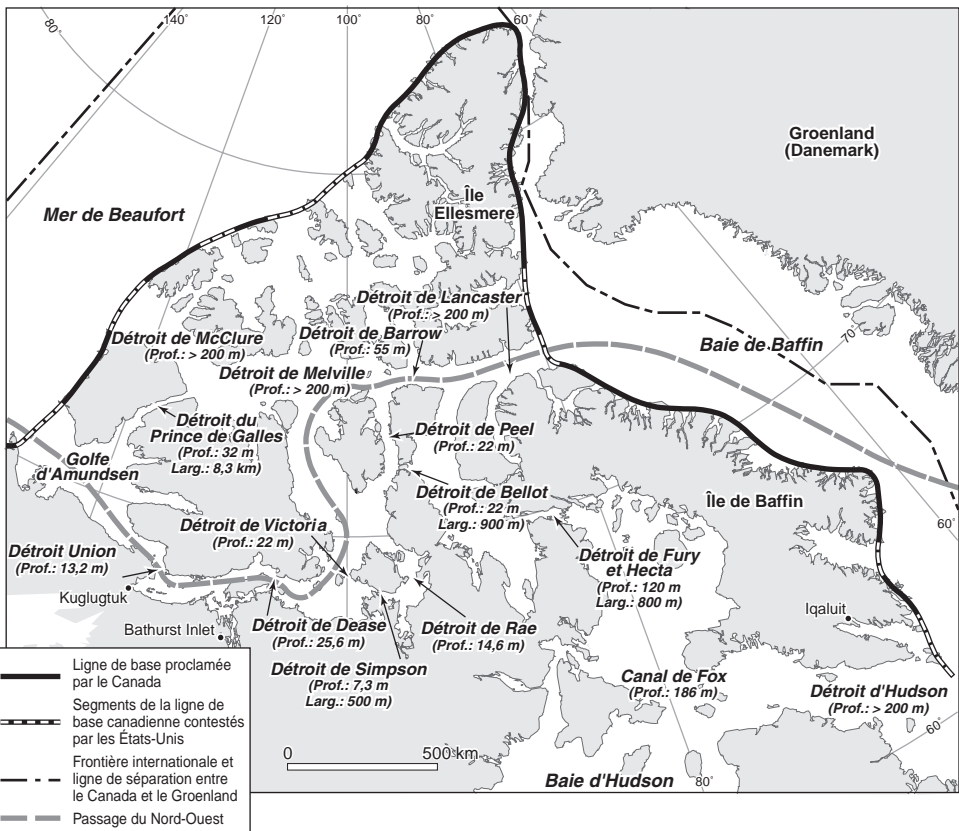 80°
140°
100°
80°
60°
Groenland
(Danemark)
Mer de Beaufort
Île
Ellesmere
Détroit de Lancaster
(Prof.: > 200 m)
Détroit de McClure
(Prof.: > 200 m)
Détroit de Barrow
(Prof.: 55 m)
70°
Baie de Baffin
Détroit de Melville
(Prof.: > 200 m)
Détroit du
Prince de Galles
(Prof.: 32 m
Larg.: 8,3 km)
Détroit de Peel
(Prof.: 22 m)
Golfe
d'Amundsen
Détroit de Bellot
(Prof.: 22 m
Larg.: 900 m)
Île de Baffin
60°
Détroit de Victoria
(Prof.: 22 m)
Détroit Union
(Prof.: 13,2 m)
Détroit de Fury
et Hecta
(Prof.: 120 m
Larg.: 800 m)
Kuglugtuk
Iqaluit
Bathurst Inlet
Détroit de Dease
(Prof.: 25,6 m)
Détroit de Rae
(Prof.: 14,6 m)
Détroit de Simpson
(Prof.: 7,3 m
Larg.: 500 m)
Canal de Fox
(Prof.: 186 m)
Détroit d'Hudson
(Prof.: > 200 m)
60°
0
500 km
Baie d'Hudson
80°
Ligne de base proclamée
par le Canada
Segments de la ligne de
base canadienne contestés
par les États-Unis
Frontière internationale et
ligne de séparation entre
le Canada et le Groenland
Passage du Nord-Ouest